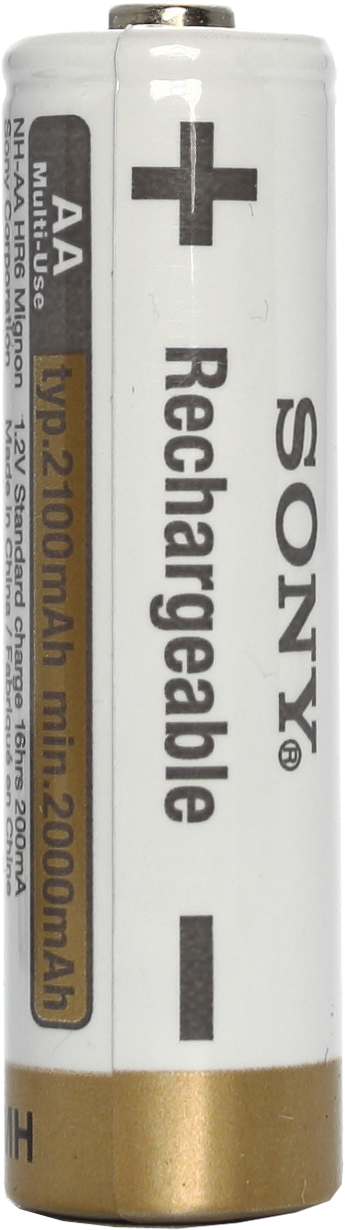 SONY®
+ Rechargeable −
AA
Multi-Use
typ.2100mAh min.2000mAh
NH-AA HR6 Mignon 1.2V Standard charge 16hrs 200mA
Sony Corporation Made in China / Fabriqué en Chine
MH